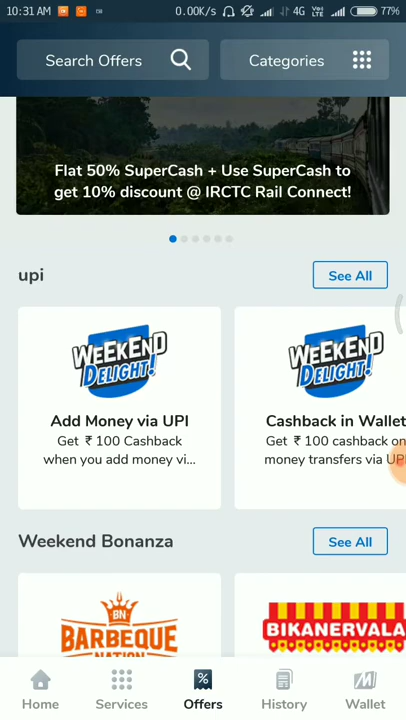 10:31 AM
0.00K/s
4G
Vo)
LTE
77%
Search Offers
Categories
Flat 50% SuperCash + Use SuperCash to
get 10% discount @ IRCTC Rail Connect!
upi
See All
WEEKEND
DELIGHT!
Add Money via UPI
Get ₹ 100 Cashback
when you add money vi...
WEEKEND
DELIGHT!
Cashback in Wallet
Get ₹ 100 cashback on
money transfers via UPI
Weekend Bonanza
See All
BN
BARBEQUE
NATION
BIKANERVALA
Home
Services
%
Offers
History
Wallet